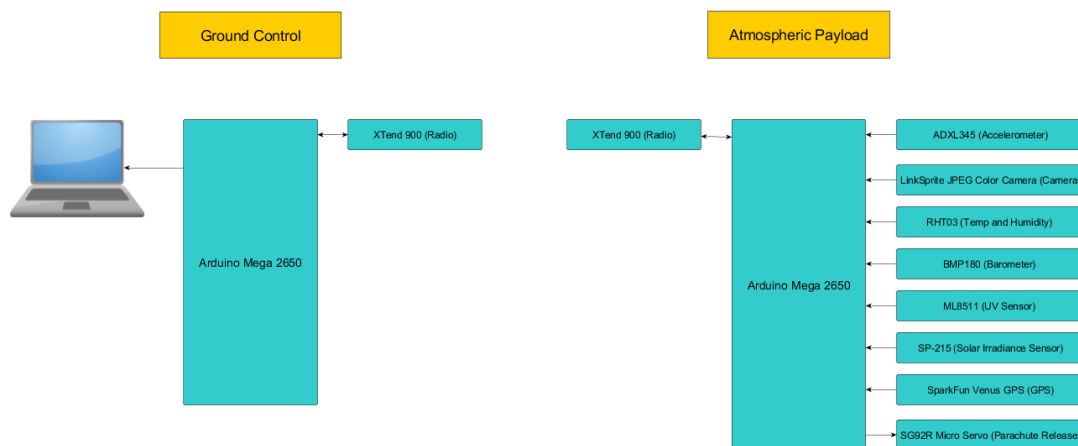 Ground Control
Atmospheric Payload
XTend 900 (Radio)
Arduino Mega 2650
XTend 900 (Radio)
Arduino Mega 2650
ADXL345 (Accelerometer)
LinkSprite JPEG Color Camera (Camera
RHT03 (Temp and Humidity)
BMP180 (Barometer)
ML8511 (UV Sensor)
SP-215 (Solar Irradiance Sensor)
SparkFun Venus GPS (GPS)
SG92R Micro Servo (Parachute Release